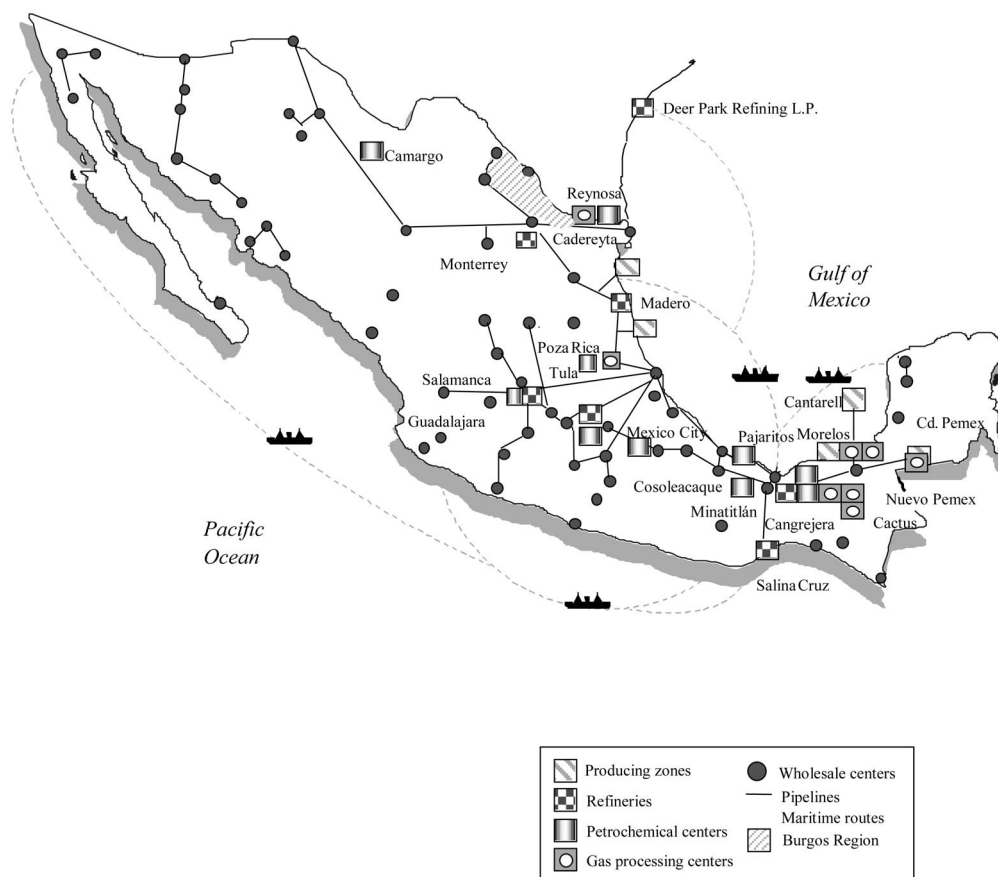 Deer Park Refining L.P.
Camargo
Reynosa
Cadereyta
Monterrey
Gulf of
Mexico
Madero
Poza Rica
Tula
Salamanca
Cantarell
Guadalajara
Mexico City
Pajaritos
Morelos
Cd. Pemex
Cosoleacaque
Nuevo Pemex
Minatitlán
Cangrejera
Cactus
Pacific
Ocean
Salina Cruz
Producing zones
Wholesale centers
Refineries
Pipelines
Maritime routes
Petrochemical centers
Burgos Region
Gas processing centers